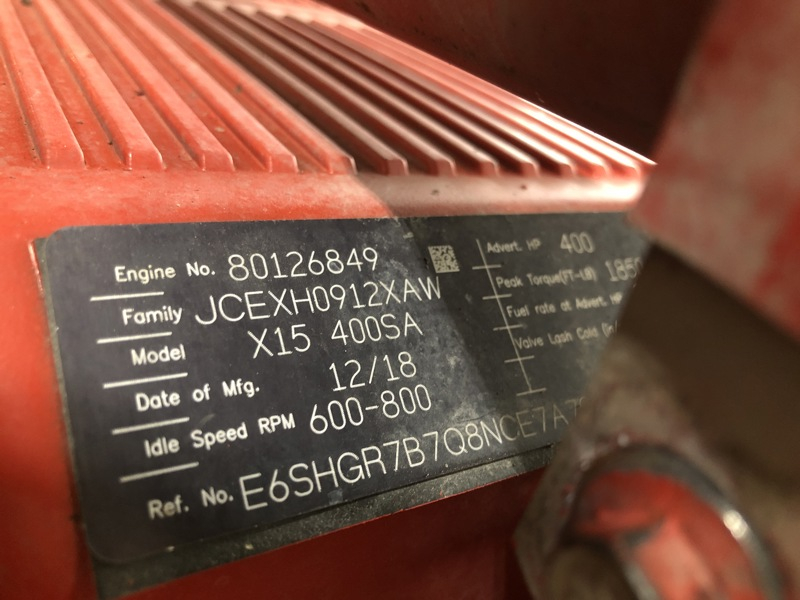 Engine No. 80126849
Family JCEXH0912XAW
Model X15 400SA
Date of Mfg. 12/18
Idle Speed RPM 600-800
Ref. No. E6SHGR7B7Q8NCE7A
Advert. HP 400
Peak Torque(FT-LB) 1850
Fuel rate at Advert. HP
Valve Lash Cold